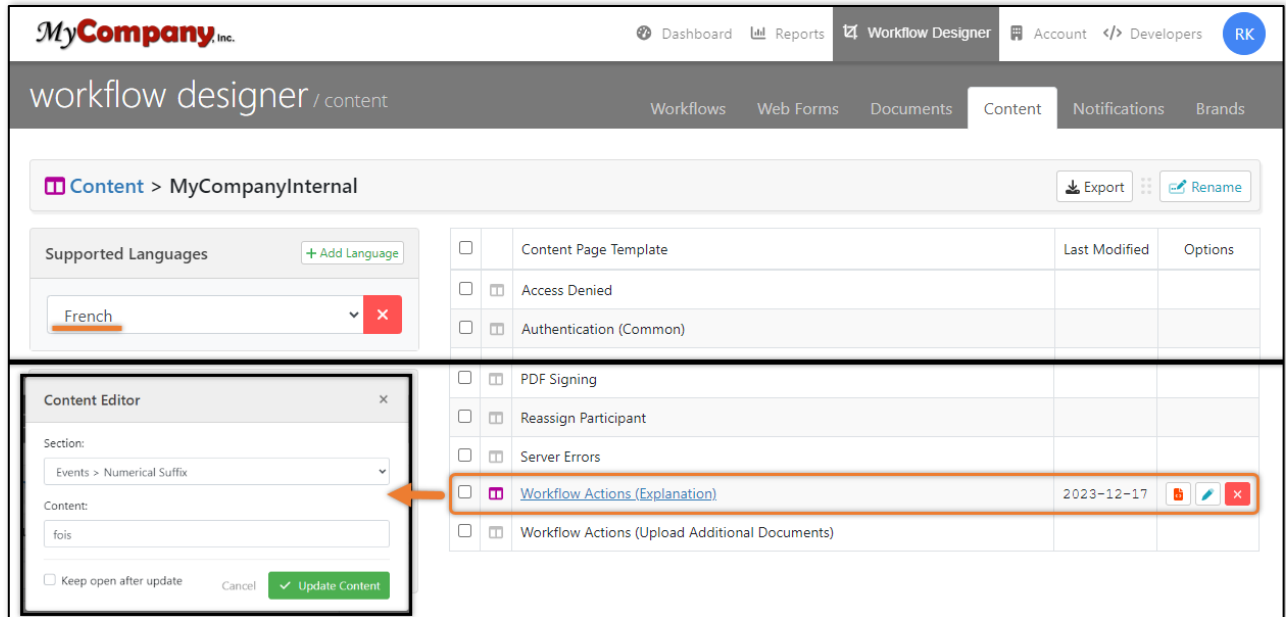 MyCompany, Inc.
Dashboard Reports Workflow Designer Account </> Developers RK
workflow designer / content
Workflows Web Forms Documents Content Notifications Brands
Content > MyCompanyInternal
Export Rename
Supported Languages
+ Add Language
French
Content Page Template Last Modified Options
Access Denied
Authentication (Common)
PDF Signing
Reassign Participant
Server Errors
Workflow Actions (Explanation) 2023-12-17
Workflow Actions (Upload Additional Documents)
Content Editor ×
Section:
Events > Numerical Suffix
Content:
fois
Keep open after update
Cancel
Update Content